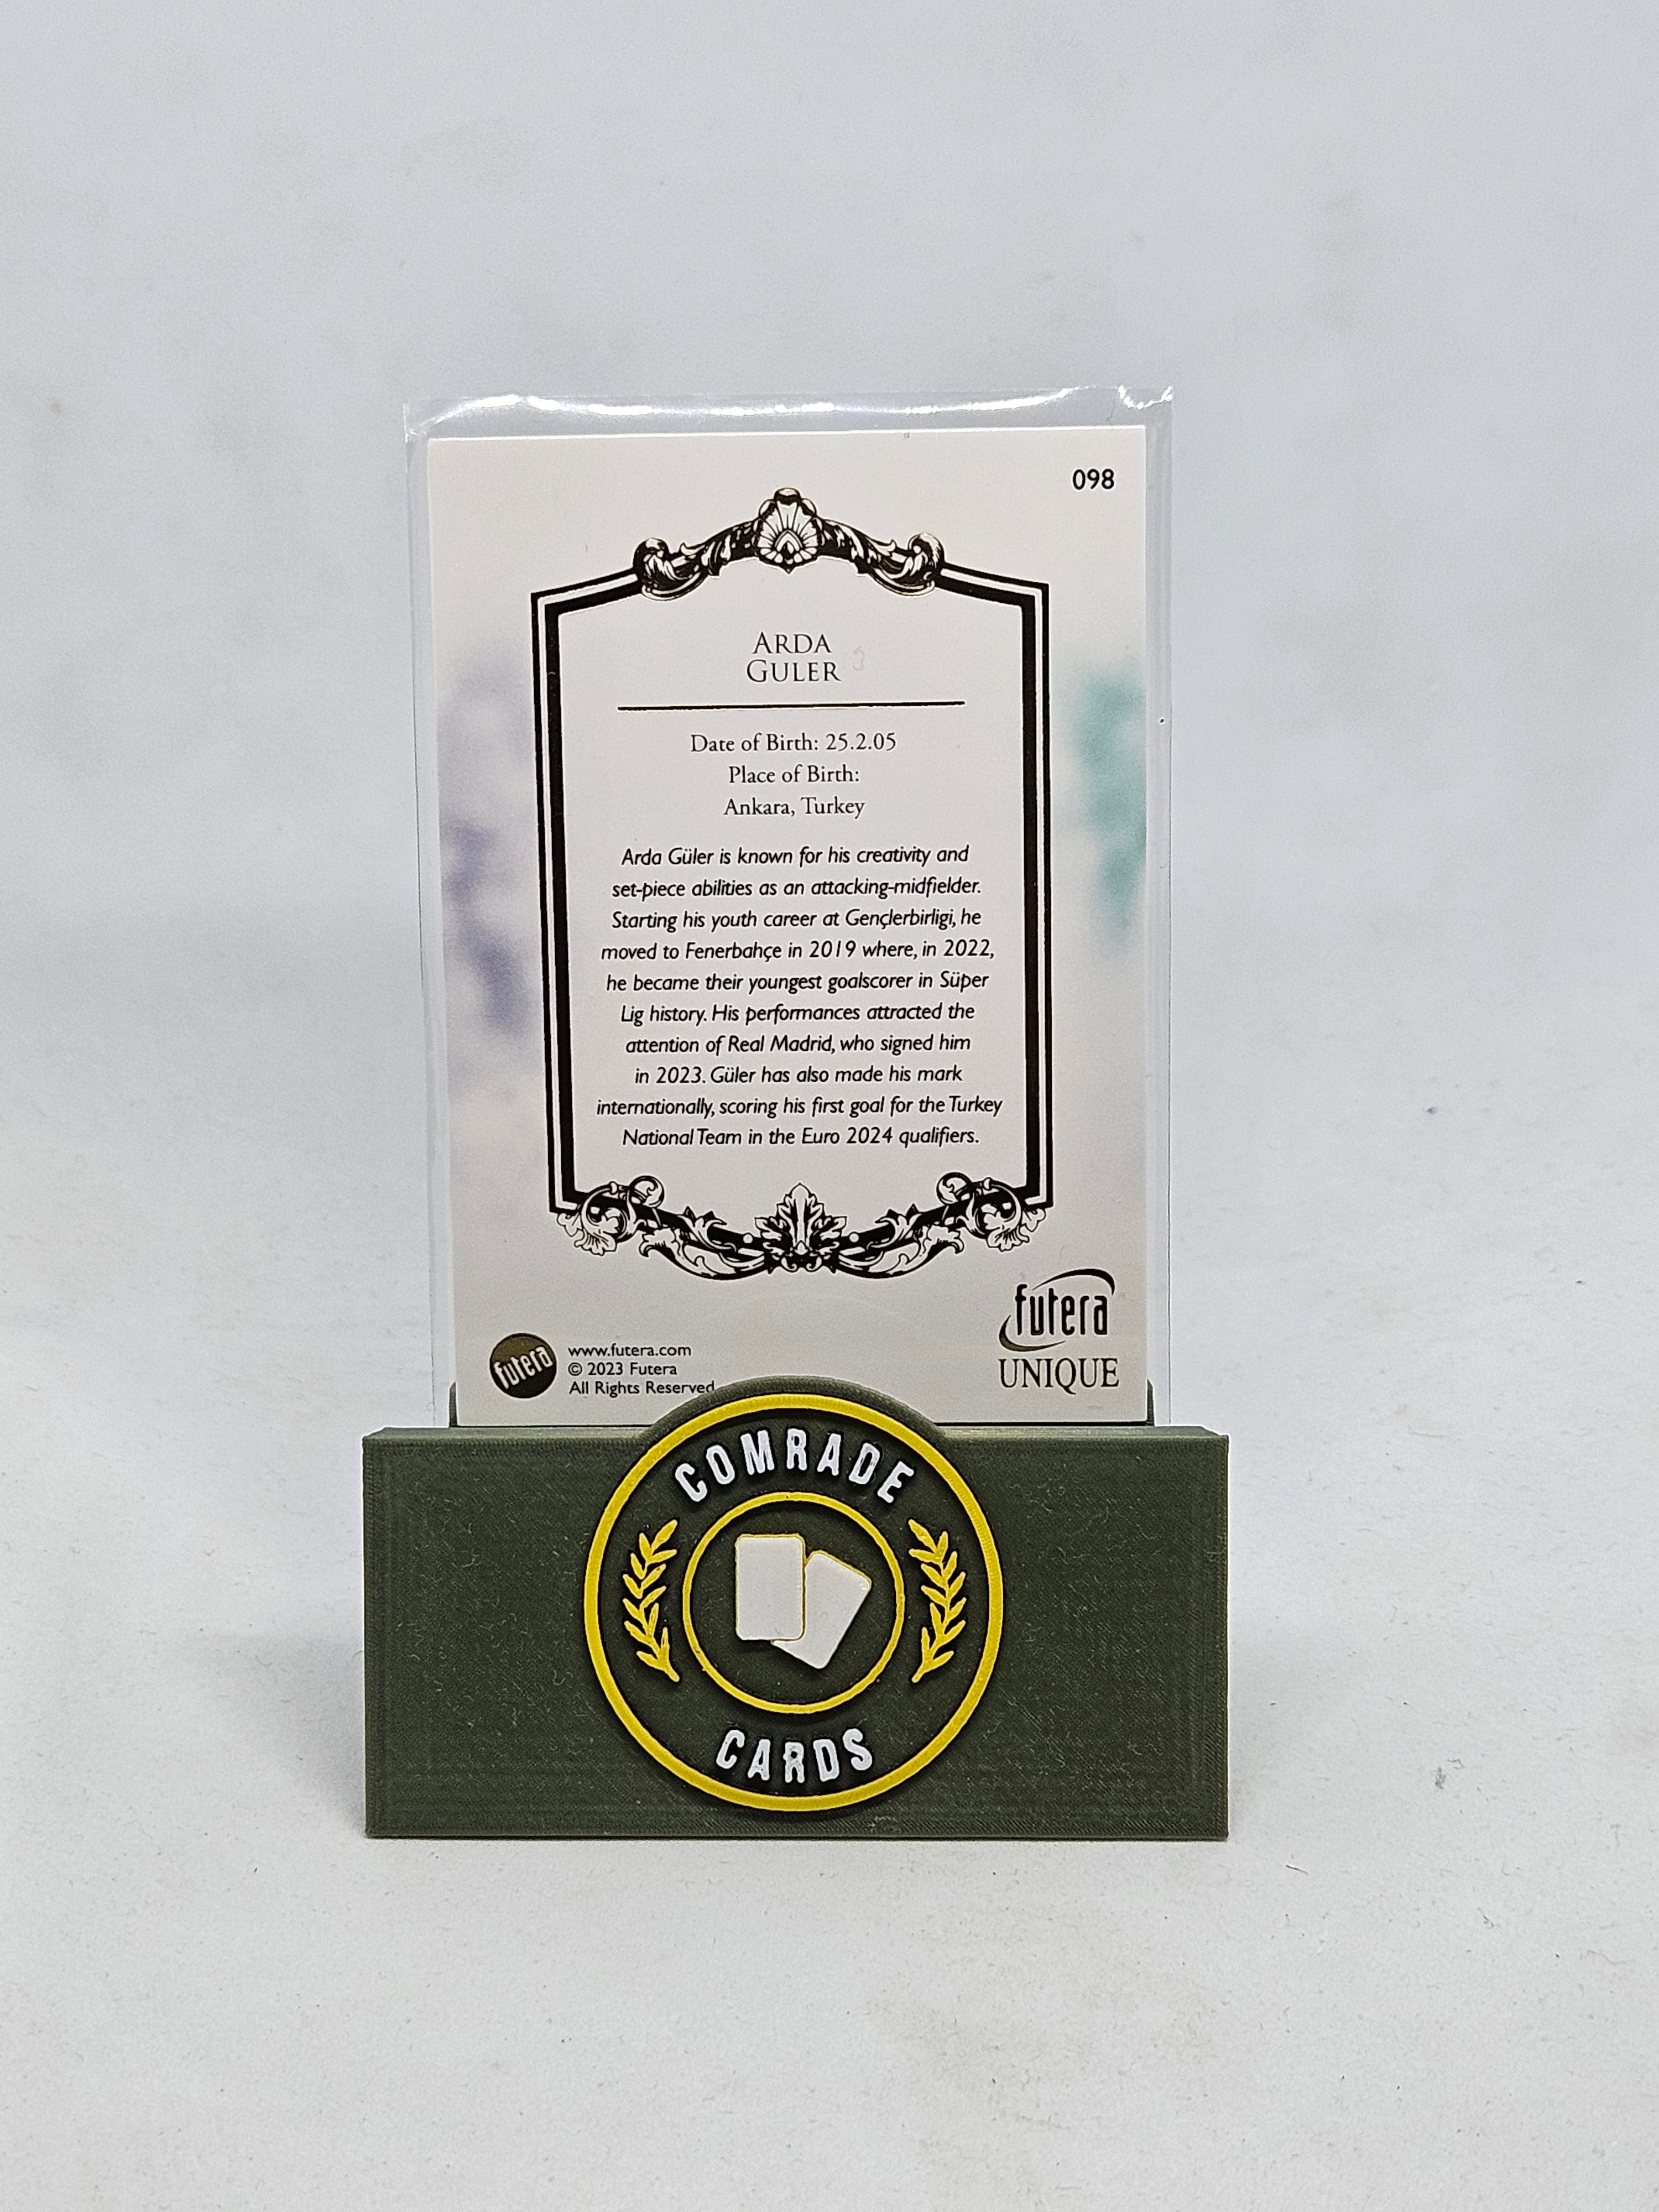 098
ARDA
GULER
Date of Birth: 25.2.05
Place of Birth:
Ankara, Turkey
Arda Güler is known for his creativity and
set-piece abilities as an attacking-midfielder.
Starting his youth career at Gençlerbirligi, he
moved to Fenerbahçe in 2019 where, in 2022,
he became their youngest goalscorer in Süper
Lig history. His performances attracted the
attention of Real Madrid, who signed him
in 2023. Güler has also made his mark
internally, scoring his first goal for the Turkey
National Team in the Euro 2024 qualifiers.
futera
UNIQUE
futera
www.futera.com
© 2023 Futera
All Rights Reserved
COMRADE
CARDS